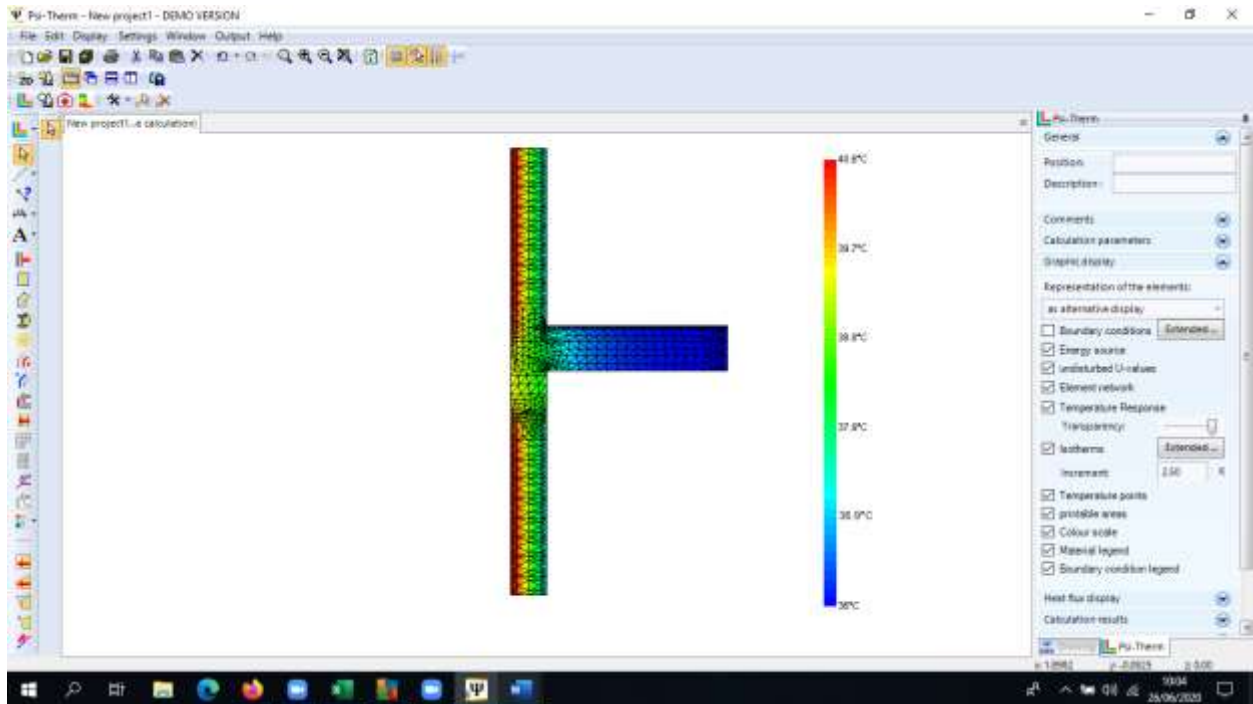 Psi-Therm - New project1 - DEMO VERSION
File Edit Display Settings Window Output Help
2D
New project1...e calculation)
A
40.6°C
39.7°C
38.8°C
37.8°C
36.9°C
36°C
Psi-Therm
General
Position:
Description:
Comments
Calculation parameters
Graphic display
Representation of the elements:
as alternative display
Boundary conditions Extended...
Energy source
undisturbed U-values
Element network
Temperature Response
Transparency:
Isotherms Extended...
Increment: 2.50 K
Temperature points
printable areas
Colour scale
Material legend
Boundary condition legend
Heat flux display
Calculation results
Psi-Therm
z: 0.00
10:04
26/06/2020